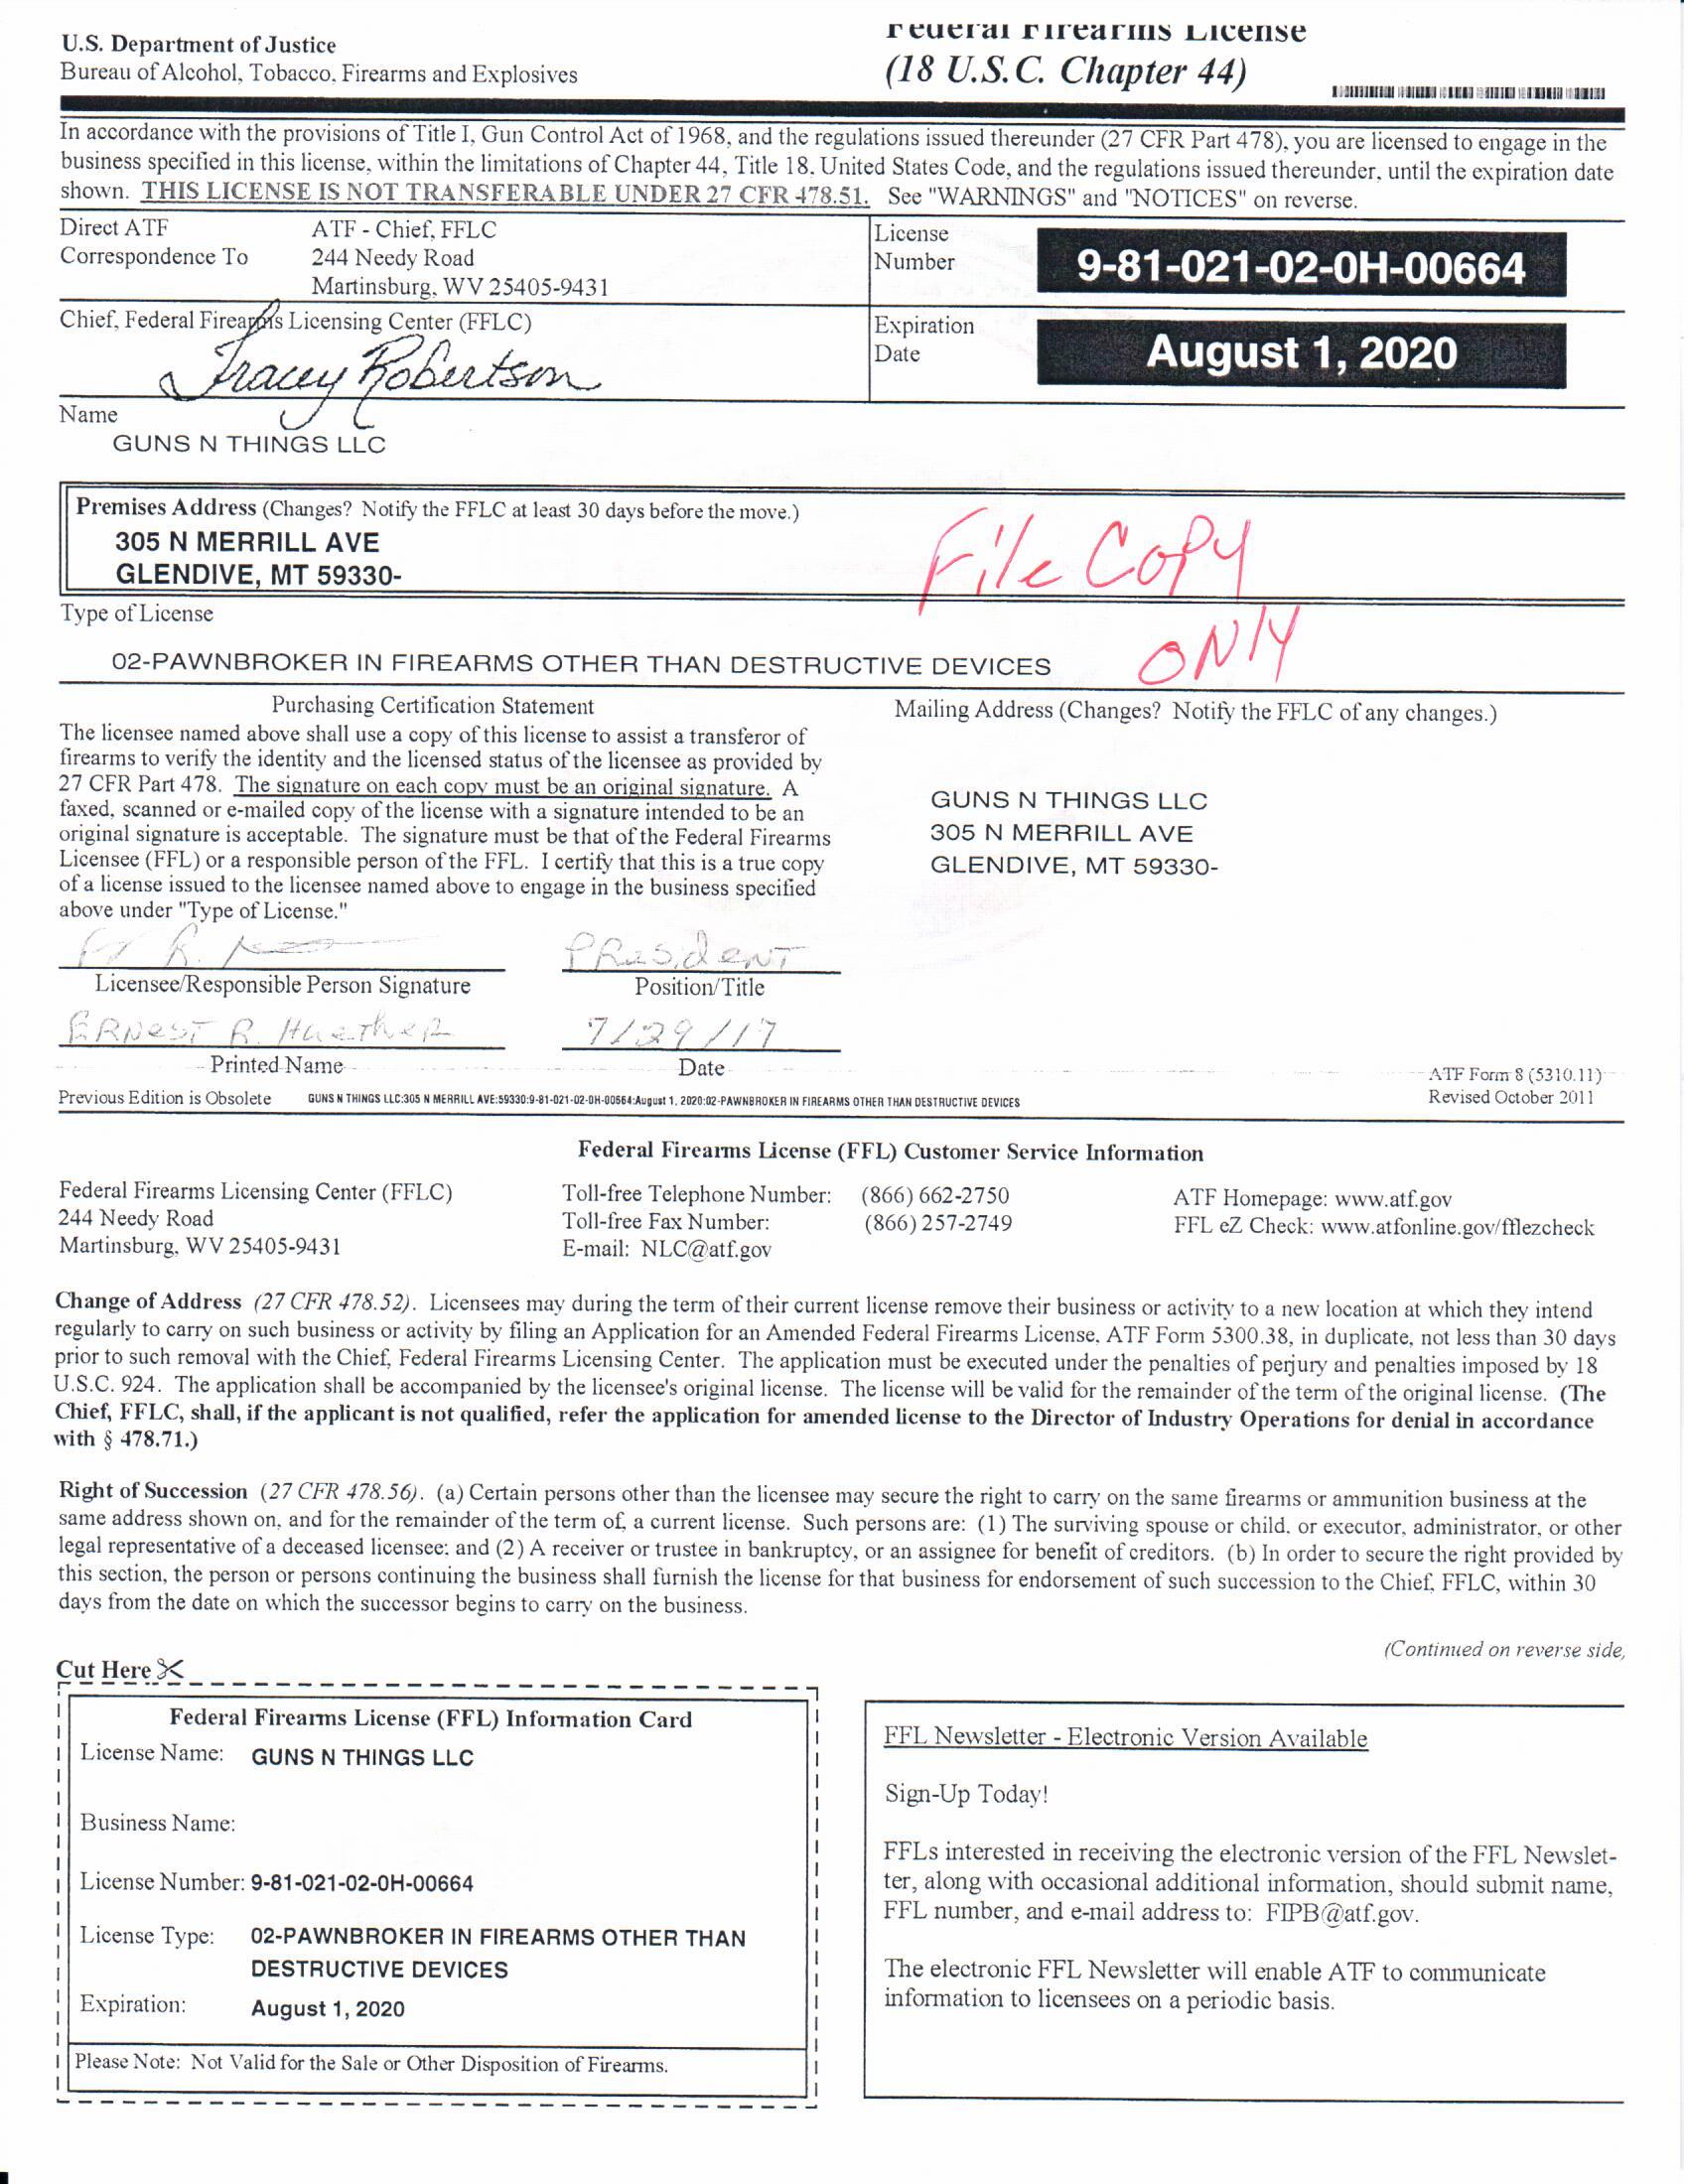 U.S. Department of Justice
Bureau of Alcohol, Tobacco, Firearms and Explosives
Federal Firearms License
(18 U.S.C. Chapter 44)
In accordance with the provisions of Title I, Gun Control Act of 1968, and the regulations issued thereunder (27 CFR Part 478), you are licensed to engage in the
business specified in this license, within the limitations of Chapter 44, Title 18, United States Code, and the regulations issued thereunder, until the expiration date
shown. THIS LICENSE IS NOT TRANSFERABLE UNDER 27 CFR 478.51. See "WARNINGS" and "NOTICES" on reverse.
Direct ATF
Correspondence To
ATF - Chief, FFLC
244 Needy Road
Martinsburg, WV 25405-9431
License
Number
9-81-021-02-0H-00664
Chief, Federal Firearms Licensing Center (FFLC)
Tracey Robertson
Expiration
Date
August 1, 2020
Name
GUNS N THINGS LLC
Premises Address (Changes? Notify the FFLC at least 30 days before the move.)
305 N MERRILL AVE
GLENDIVE, MT 59330-
File Copy
ONLY
Type of License
02-PAWNBROKER IN FIREARMS OTHER THAN DESTRUCTIVE DEVICES
Purchasing Certification Statement
The licensee named above shall use a copy of this license to assist a transferor of
firearms to verify the identity and the licensed status of the licensee as provided by
27 CFR Part 478. The signature on each copy must be an original signature. A
faxed, scanned or e-mailed copy of the license with a signature intended to be an
original signature is acceptable. The signature must be that of the Federal Firearms
Licensee (FFL) or a responsible person of the FFL. I certify that this is a true copy
of a license issued to the licensee named above to engage in the business specified
above under "Type of License."
Mailing Address (Changes? Notify the FFLC of any changes.)
GUNS N THINGS LLC
305 N MERRILL AVE
GLENDIVE, MT 59330-
PResident
Licensee/Responsible Person Signature
Position/Title
ERNesT R. HueTheR
7/29/17
Printed Name
Date
ATF Form 8 (5310.11)
Revised October 2011
Previous Edition is Obsolete
GUNS N THINGS LLC:305 N MERRILL AVE:59330:9-81-021-02-0H-00664:August 1, 2020:02-PAWNBROKER IN FIREARMS OTHER THAN DESTRUCTIVE DEVICES
Federal Firearms License (FFL) Customer Service Information
Federal Firearms Licensing Center (FFLC)
244 Needy Road
Martinsburg, WV 25405-9431
Toll-free Telephone Number: (866) 662-2750
Toll-free Fax Number: (866) 257-2749
E-mail: NLC@atf.gov
ATF Homepage: www.atf.gov
FFL eZ Check: www.atfonline.gov/fflezcheck
Change of Address (27 CFR 478.52). Licensees may during the term of their current license remove their business or activity to a new location at which they intend
regularly to carry on such business or activity by filing an Application for an Amended Federal Firearms License, ATF Form 5300.38, in duplicate, not less than 30 days
prior to such removal with the Chief, Federal Firearms Licensing Center. The application must be executed under the penalties of perjury and penalties imposed by 18
U.S.C. 924. The application shall be accompanied by the licensee's original license. The license will be valid for the remainder of the term of the original license. (The
Chief, FFLC, shall, if the applicant is not qualified, refer the application for amended license to the Director of Industry Operations for denial in accordance
with § 478.71.)
Right of Succession (27 CFR 478.56). (a) Certain persons other than the licensee may secure the right to carry on the same firearms or ammunition business at the
same address shown on, and for the remainder of the term of, a current license. Such persons are: (1) The surviving spouse or child, or executor, administrator, or other
legal representative of a deceased licensee; and (2) A receiver or trustee in bankruptcy, or an assignee for benefit of creditors. (b) In order to secure the right provided by
this section, the person or persons continuing the business shall furnish the license for that business for endorsement of such succession to the Chief, FFLC, within 30
days from the date on which the successor begins to carry on the business.
(Continued on reverse side,
Cut Here
Federal Firearms License (FFL) Information Card
License Name: GUNS N THINGS LLC
Business Name:
License Number: 9-81-021-02-0H-00664
License Type: 02-PAWNBROKER IN FIREARMS OTHER THAN
DESTRUCTIVE DEVICES
Expiration: August 1, 2020
Please Note: Not Valid for the Sale or Other Disposition of Firearms.
FFL Newsletter - Electronic Version Available
Sign-Up Today!
FFLs interested in receiving the electronic version of the FFL Newslet-
ter, along with occasional additional information, should submit name,
FFL number, and e-mail address to: FIPB@atf.gov.
The electronic FFL Newsletter will enable ATF to communicate
information to licensees on a periodic basis.